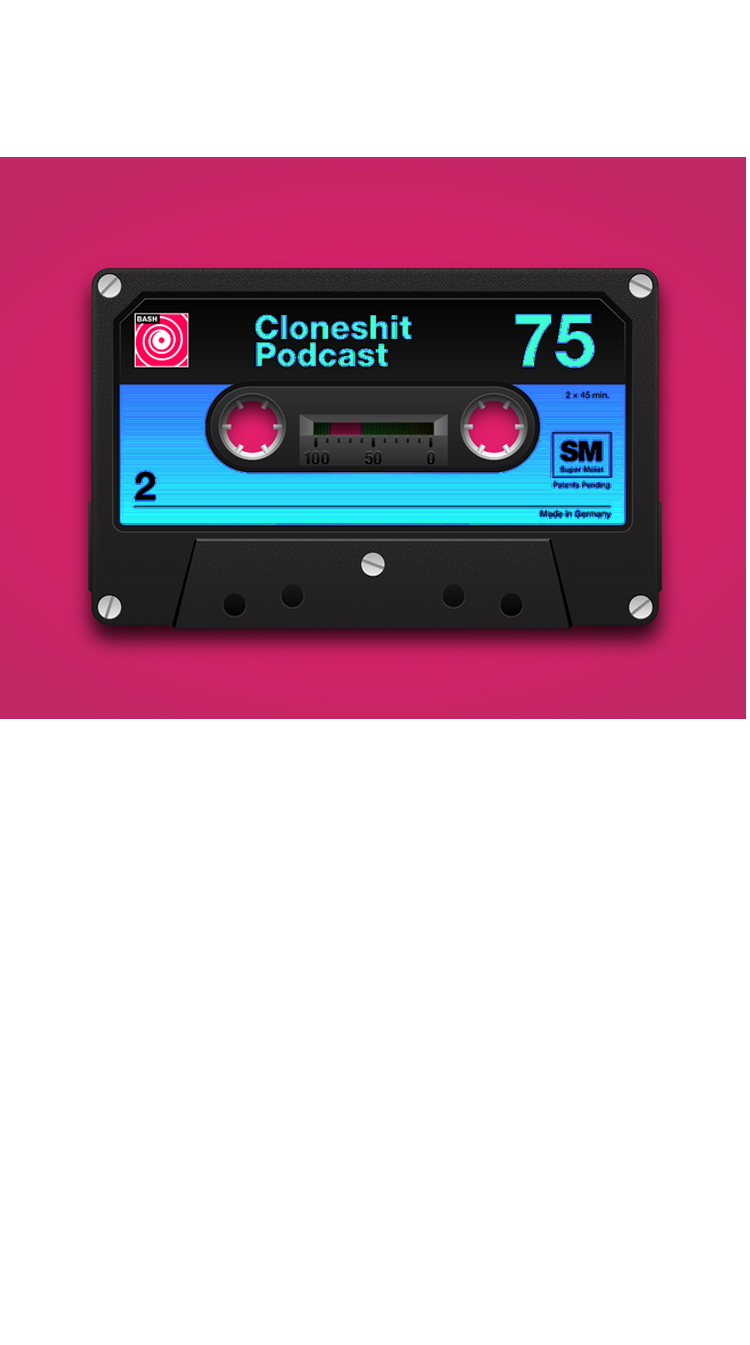 BASH
Cloneshit
Podcast
75
2 x 45 min.
100 50 0
SM
Super Moist
Patents Pending
2
Made in Germany